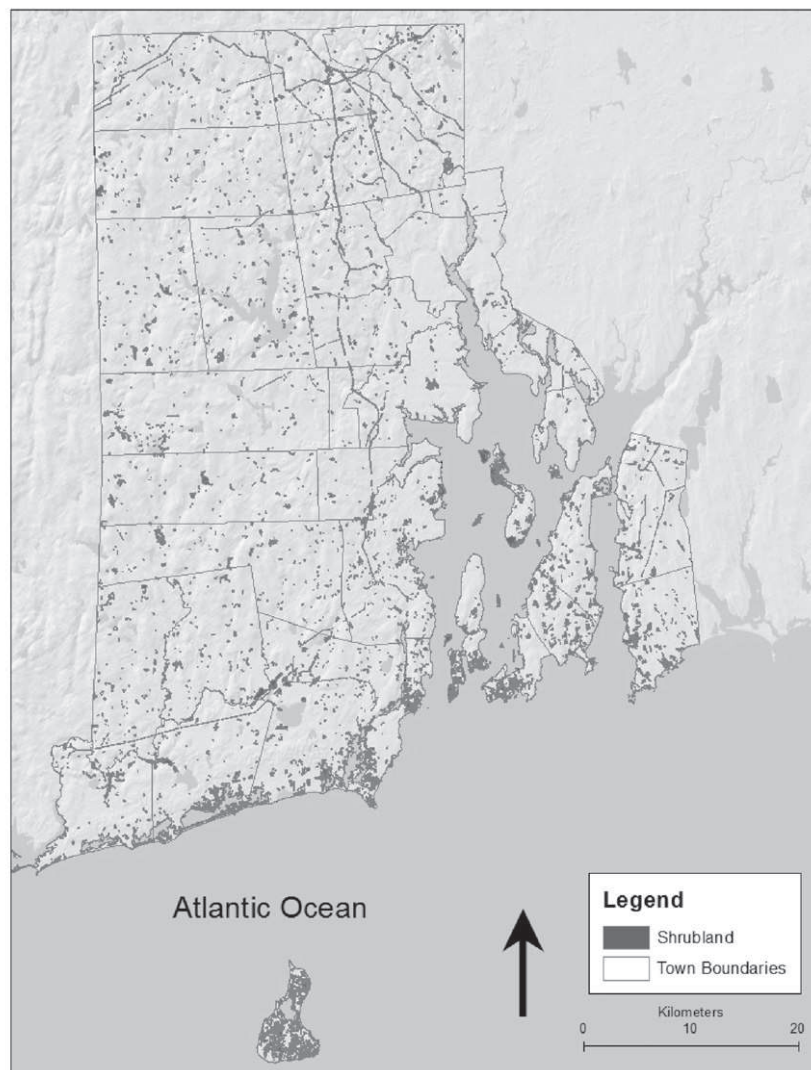 Atlantic Ocean
Legend
Shrubland
Town Boundaries
Kilometers
0 10 20